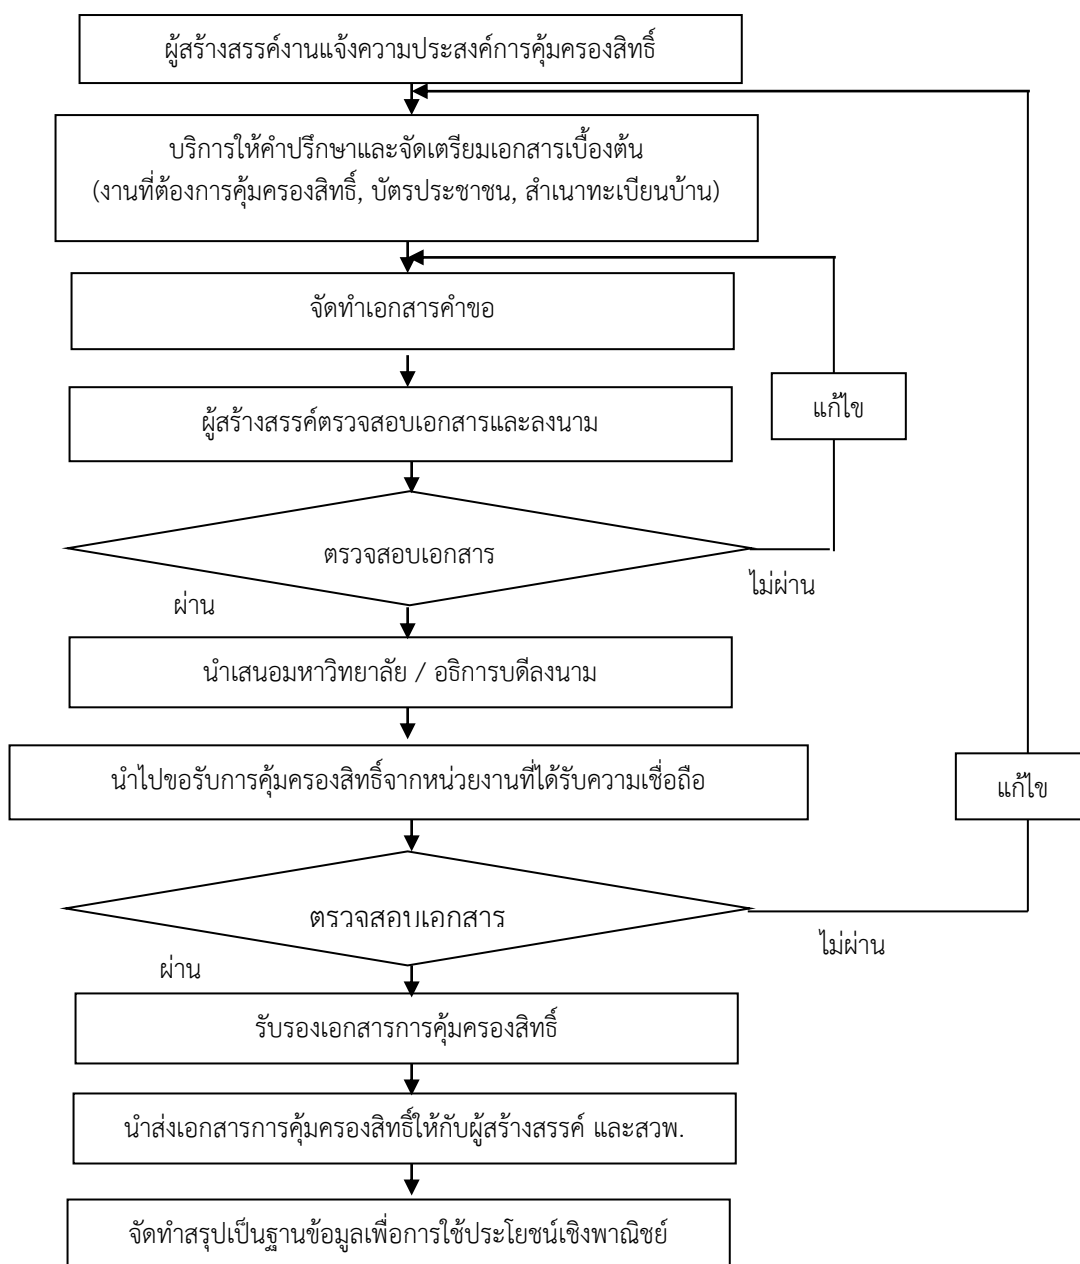 ผู้สร้างสรรค์งานแจ้งความประสงค์การคุ้มครองสิทธิ์
บริการให้คำปรึกษาและจัดเตรียมเอกสารเบื้องต้น
(งานที่ต้องการคุ้มครองสิทธิ์, บัตรประชาชน, สำเนาทะเบียนบ้าน)
จัดทำเอกสารคำขอ
แก้ไข
ผู้สร้างสรรค์ตรวจสอบเอกสารและลงนาม
ตรวจสอบเอกสาร
ไม่ผ่าน
ผ่าน
นำเสนอมหาวิทยาลัย / อธิการบดีลงนาม
นำไปขอรับการคุ้มครองสิทธิ์จากหน่วยงานที่ได้รับความเชื่อถือ
แก้ไข
ตรวจสอบเอกสาร
ไม่ผ่าน
ผ่าน
รับรองเอกสารการคุ้มครองสิทธิ์
นำส่งเอกสารการคุ้มครองสิทธิ์ให้กับผู้สร้างสรรค์ และสวพ.
จัดทำสรุปเป็นฐานข้อมูลเพื่อการใช้ประโยชน์เชิงพาณิชย์